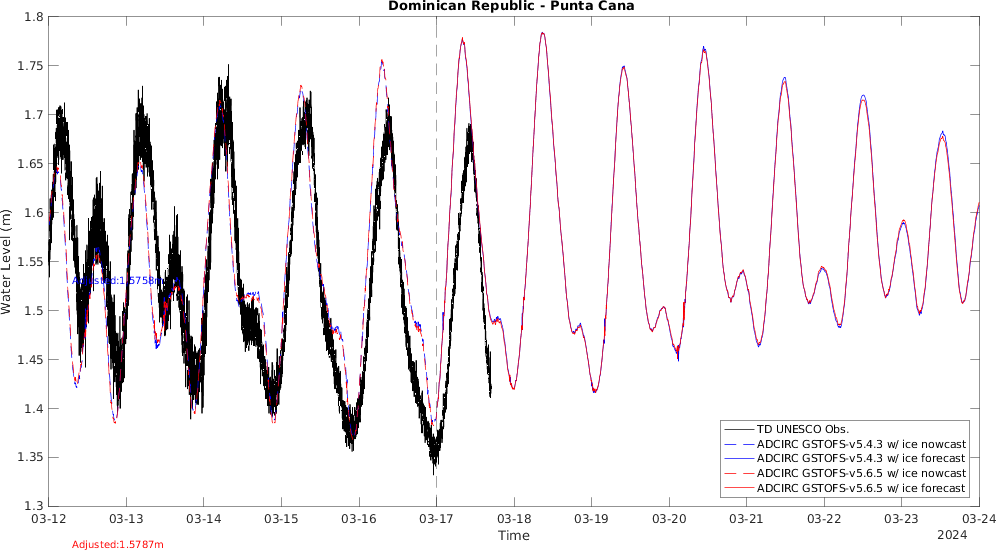 Dominican Republic - Punta Cana
1.8
1.75
1.7
1.65
1.6
1.55
1.5
1.45
1.4
1.35
1.3
Water Level (m)
Adjusted:1.5758m
TD UNESCO Obs.
ADCIRC GSTOFS-v5.4.3 w/ ice nowcast
ADCIRC GSTOFS-v5.4.3 w/ ice forecast
ADCIRC GSTOFS-v5.6.5 w/ ice nowcast
ADCIRC GSTOFS-v5.6.5 w/ ice forecast
03-12 03-13 03-14 03-15 03-16 03-17 03-18 03-19 03-20 03-21 03-22 03-23 03-24
Time
2024
Adjusted:1.5787m